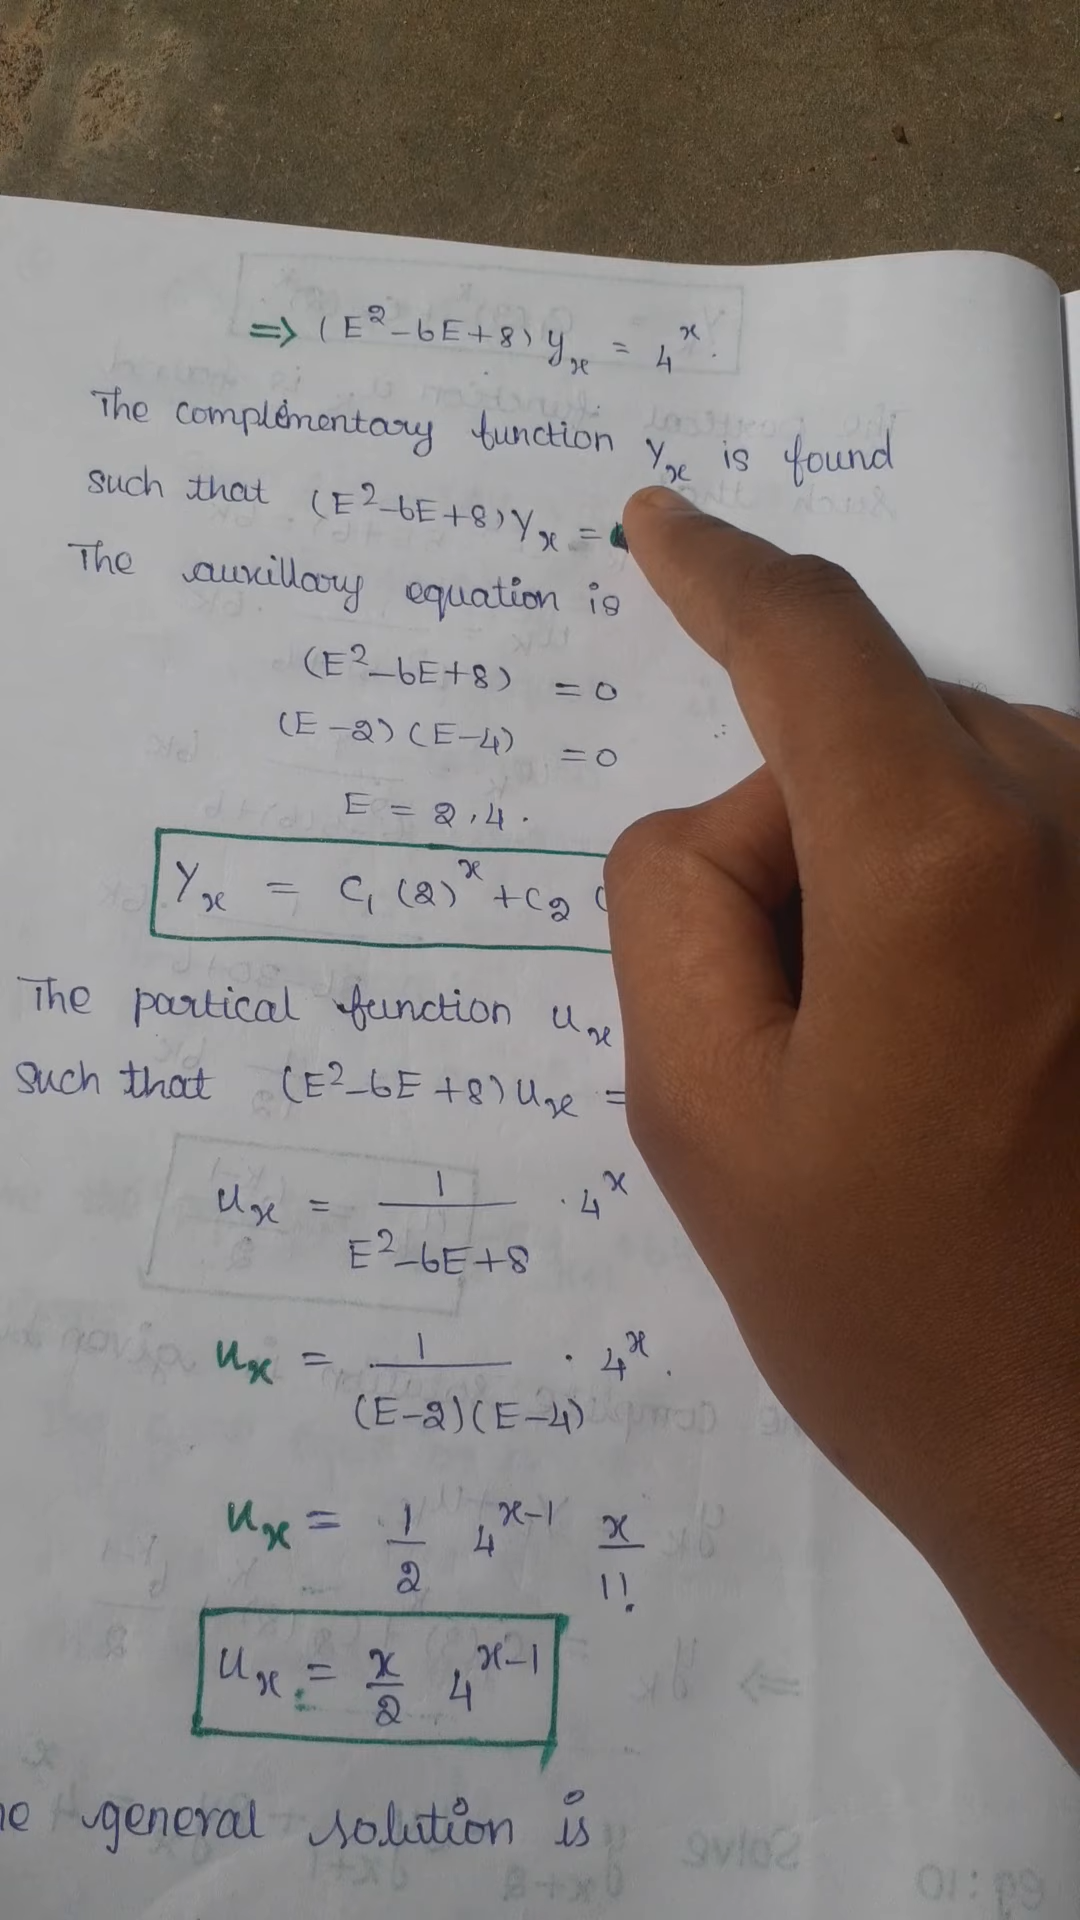 => (E²-6E+8) yₓ = 4ˣ.
The complementary function Yₓ is found
such that (E²-6E+8) Yₓ =
The auxillary equation is
(E²-6E+8) = 0
(E-2)(E-4) = 0
E = 2,4.
Yₓ = C₁ (2)ˣ + C₂ (
The partical function uₓ
such that (E²-6E+8) uₓ =
uₓ = 1/(E²-6E+8) · 4ˣ
uₓ = 1/((E-2)(E-4)) · 4ˣ.
uₓ = 1/2 4ˣ⁻¹ x/1!
uₓ = x/2 4ˣ⁻¹
general solution is